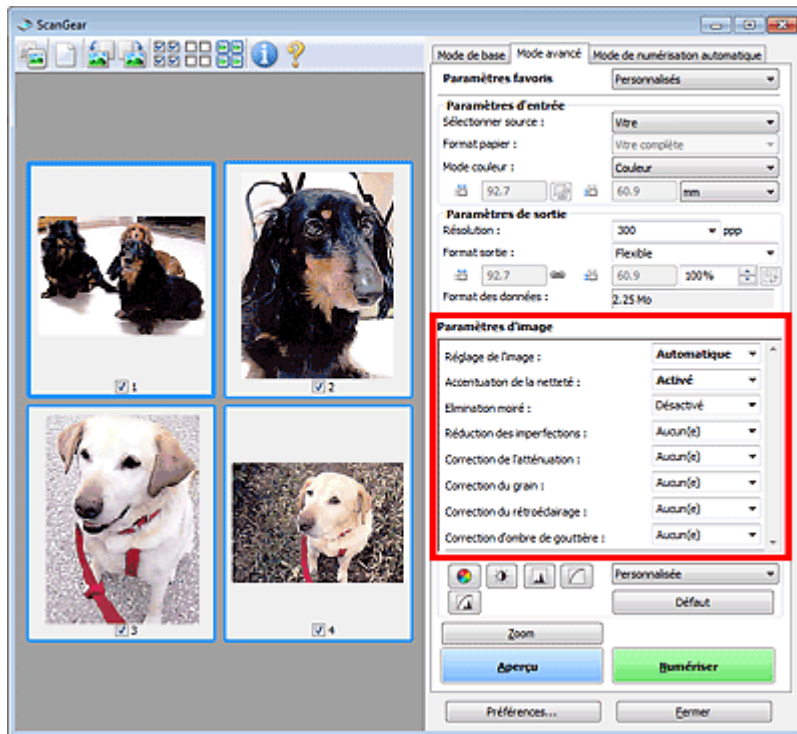 ScanGear
Mode de base Mode avancé Mode de numérisation automatique
Paramètres favoris Personnalisés
Paramètres d'entrée
Sélectionner source : Vitre
Format papier : Vitre complète
Mode couleur : Couleur
92.7 60.9 mm
Paramètres de sortie
Résolution : 300 ppp
Format sortie : Flexible
92.7 60.9 100%
Format des données : 2.25 Mo
Paramètres d'image
Réglage de l'image : Automatique
Accentuation de la netteté : Activé
Elimination moiré : Désactivé
Réduction des imperfections : Aucun(e)
Correction de l'atténuation : Aucun(e)
Correction du grain : Aucun(e)
Correction du rétroéclairage : Aucun(e)
Correction d'ombre de gouttière : Aucun(e)
1
2
3
4
Personnalisée
Défaut
Zoom
Aperçu Numériser
Préférences... Fermer